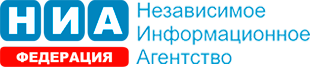 НИА
ФЕДЕРАЦИЯ
Независимое
Информационное
Агентство